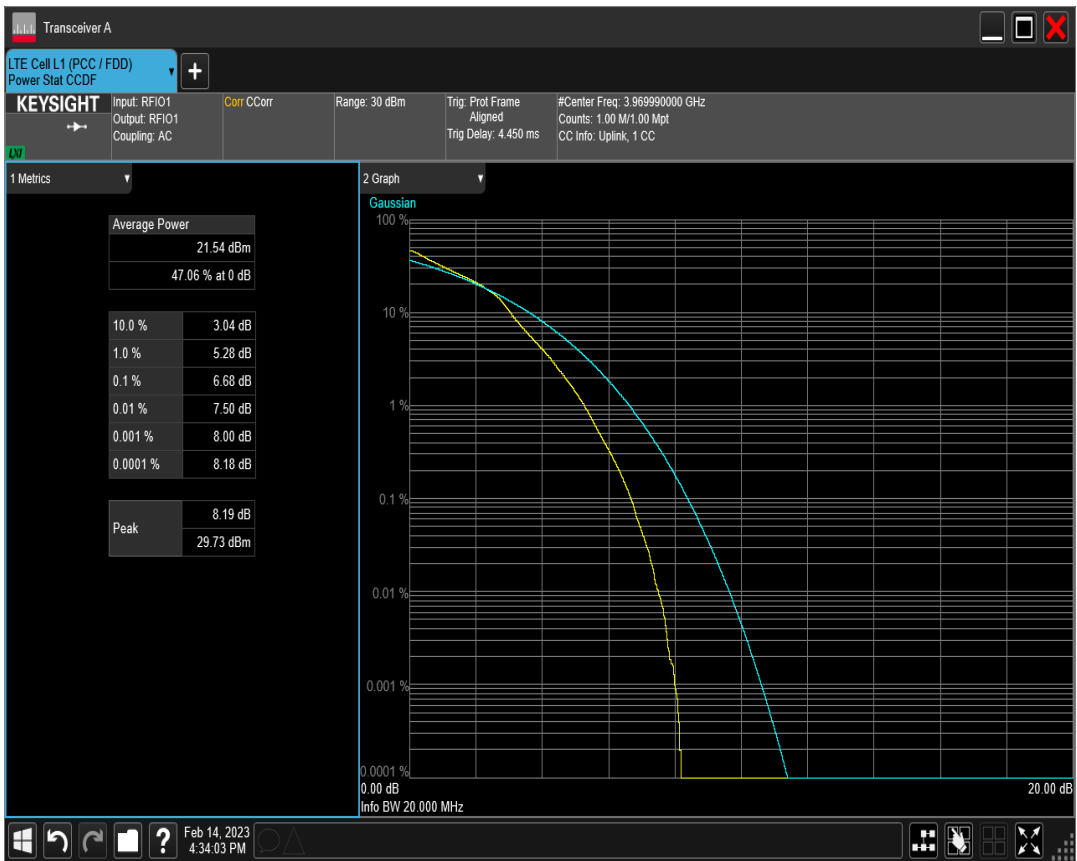 Transceiver A
LTE Cell L1 (PCC / FDD)
Power Stat CCDF
+
KEYSIGHT
LXI
Input: RFIO1
Output: RFIO1
Coupling: AC
Corr CCorr
Range: 30 dBm
Trig: Prot Frame
Aligned
Trig Delay: 4.450 ms
#Center Freq: 3.969990000 GHz
Counts: 1.00 M/1.00 Mpt
CC Info: Uplink, 1 CC
1 Metrics
Average Power
21.54 dBm
47.06 % at 0 dB
10.0 % 3.04 dB
1.0 % 5.28 dB
0.1 % 6.68 dB
0.01 % 7.50 dB
0.001 % 8.00 dB
0.0001 % 8.18 dB
Peak
8.19 dB
29.73 dBm
2 Graph
Gaussian
100 %
10 %
1 %
0.1 %
0.01 %
0.001 %
0.0001 %
0.00 dB 20.00 dB
Info BW 20.000 MHz
?
Feb 14, 2023
4:34:03 PM